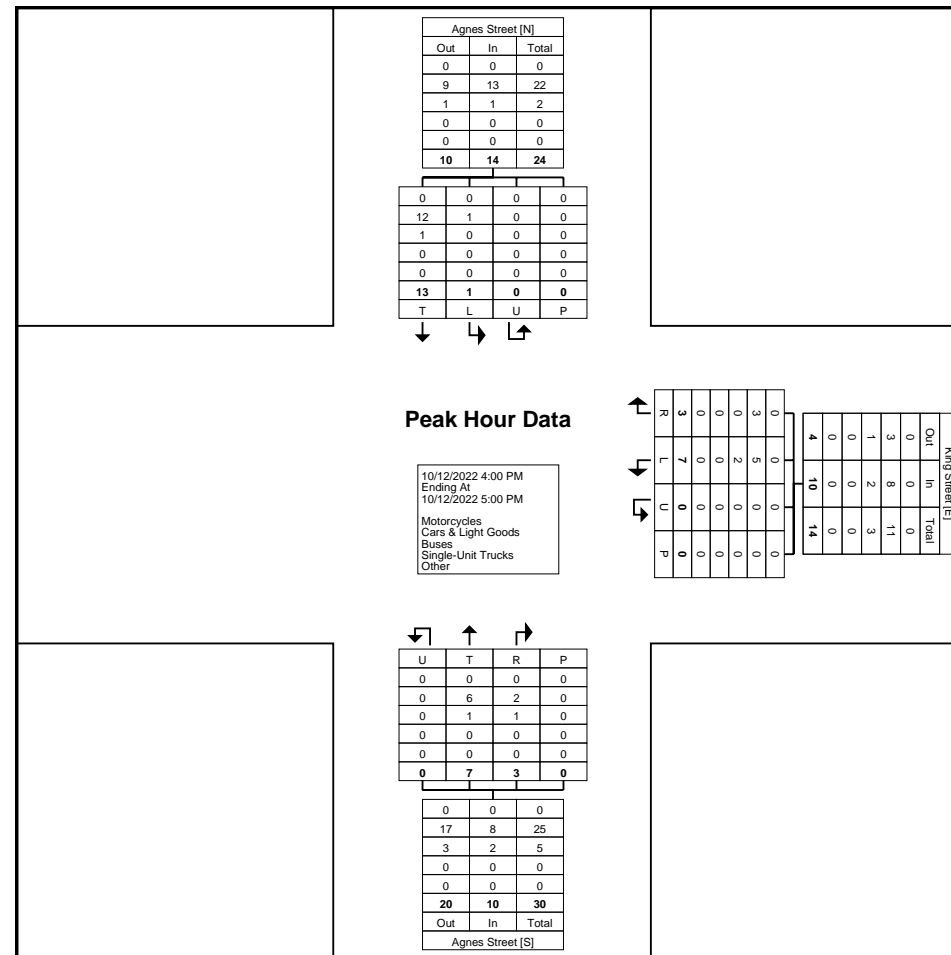 Agnes Street [N]
Out In Total
0 0 0
9 13 22
1 1 2
0 0 0
0 0 0
10 14 24
0 0 0 0
12 1 0 0
1 0 0 0
0 0 0 0
0 0 0 0
13 1 0 0
T L U P
Peak Hour Data
10/12/2022 4:00 PM
Ending At
10/12/2022 5:00 PM
Motorcycles
Cars & Light Goods
Buses
Single-Unit Trucks
Other
King Street [E]
Out In Total
0 0 0
3 8 11
1 2 3
0 0 0
0 0 0
4 10 14
0 0 0 0
3 5 0 0
0 2 0 0
0 0 0 0
0 0 0 0
3 7 0 0
R L U P
U T R P
0 0 0 0
0 6 2 0
0 1 1 0
0 0 0 0
0 0 0 0
0 7 3 0
0 0 0
17 8 25
3 2 5
0 0 0
0 0 0
20 10 30
Out In Total
Agnes Street [S]